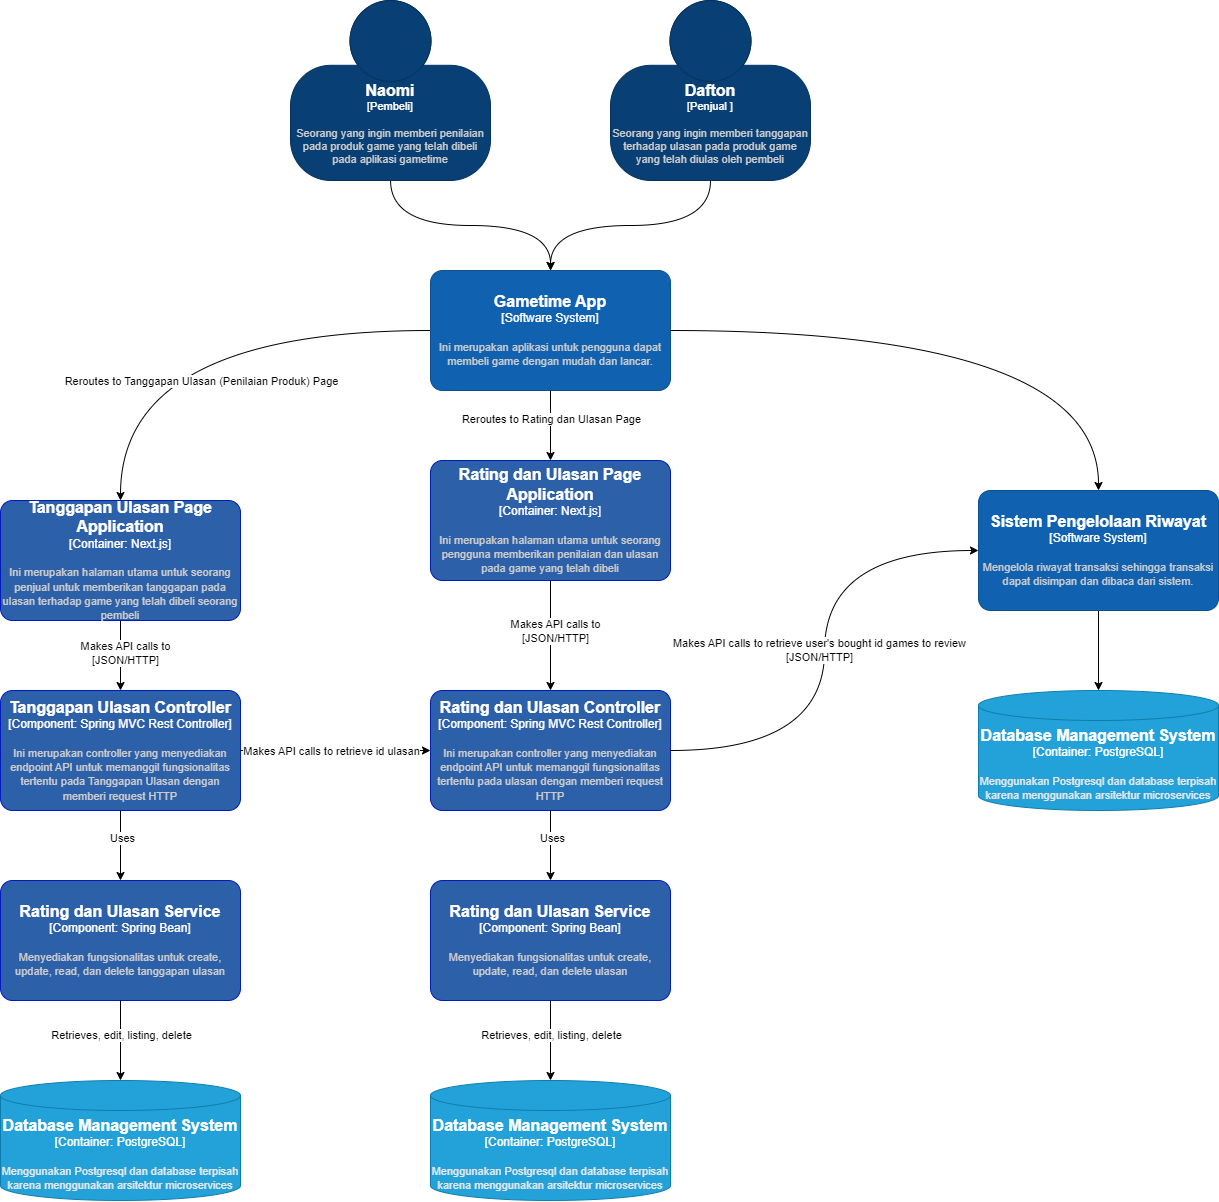 Naomi
[Pembeli]
Seorang yang ingin memberi penilaian
pada produk game yang telah dibeli
pada aplikasi gametime
Dafton
[Penjual ]
Seorang yang ingin memberi tanggapan
terhadap ulasan pada produk game
yang telah diulas oleh pembeli
Gametime App
[Software System]
Ini merupakan aplikasi untuk pengguna dapat
membeli game dengan mudah dan lancar.
Reroutes to Tanggapan Ulasan (Penilaian Produk) Page
Reroutes to Rating dan Ulasan Page
Tanggapan Ulasan Page
Application
[Container: Next.js]
Ini merupakan halaman utama untuk seorang
penjual untuk memberikan tanggapan pada
ulasan terhadap game yang telah dibeli seorang
pembeli
Rating dan Ulasan Page
Application
[Container: Next.js]
Ini merupakan halaman utama untuk seorang
pengguna memberikan penilaian dan ulasan
pada game yang telah dibeli
Sistem Pengelolaan Riwayat
[Software System]
Mengelola riwayat transaksi sehingga transaksi
dapat disimpan dan dibaca dari sistem.
Makes API calls to
[JSON/HTTP]
Makes API calls to
[JSON/HTTP]
Makes API calls to retrieve user's bought id games to review
[JSON/HTTP]
Tanggapan Ulasan Controller
[Component: Spring MVC Rest Controller]
Ini merupakan controller yang menyediakan
endpoint API untuk memanggil fungsionalitas
tertentu pada Tanggapan Ulasan dengan
memberi request HTTP
Makes API calls to retrieve id ulasan
Rating dan Ulasan Controller
[Component: Spring MVC Rest Controller]
Ini merupakan controller yang menyediakan
endpoint API untuk memanggil fungsionalitas
tertentu pada ulasan dengan memberi request
HTTP
Database Management System
[Container: PostgreSQL]
Menggunakan Postgresql dan database terpisah
karena menggunakan arsitektur microservices
Uses
Uses
Rating dan Ulasan Service
[Component: Spring Bean]
Menyediakan fungsionalitas untuk create,
update, read, dan delete tanggapan ulasan
Rating dan Ulasan Service
[Component: Spring Bean]
Menyediakan fungsionalitas untuk create,
update, read, dan delete ulasan
Retrieves, edit, listing, delete
Retrieves, edit, listing, delete
Database Management System
[Container: PostgreSQL]
Menggunakan Postgresql dan database terpisah
karena menggunakan arsitektur microservices
Database Management System
[Container: PostgreSQL]
Menggunakan Postgresql dan database terpisah
karena menggunakan arsitektur microservices